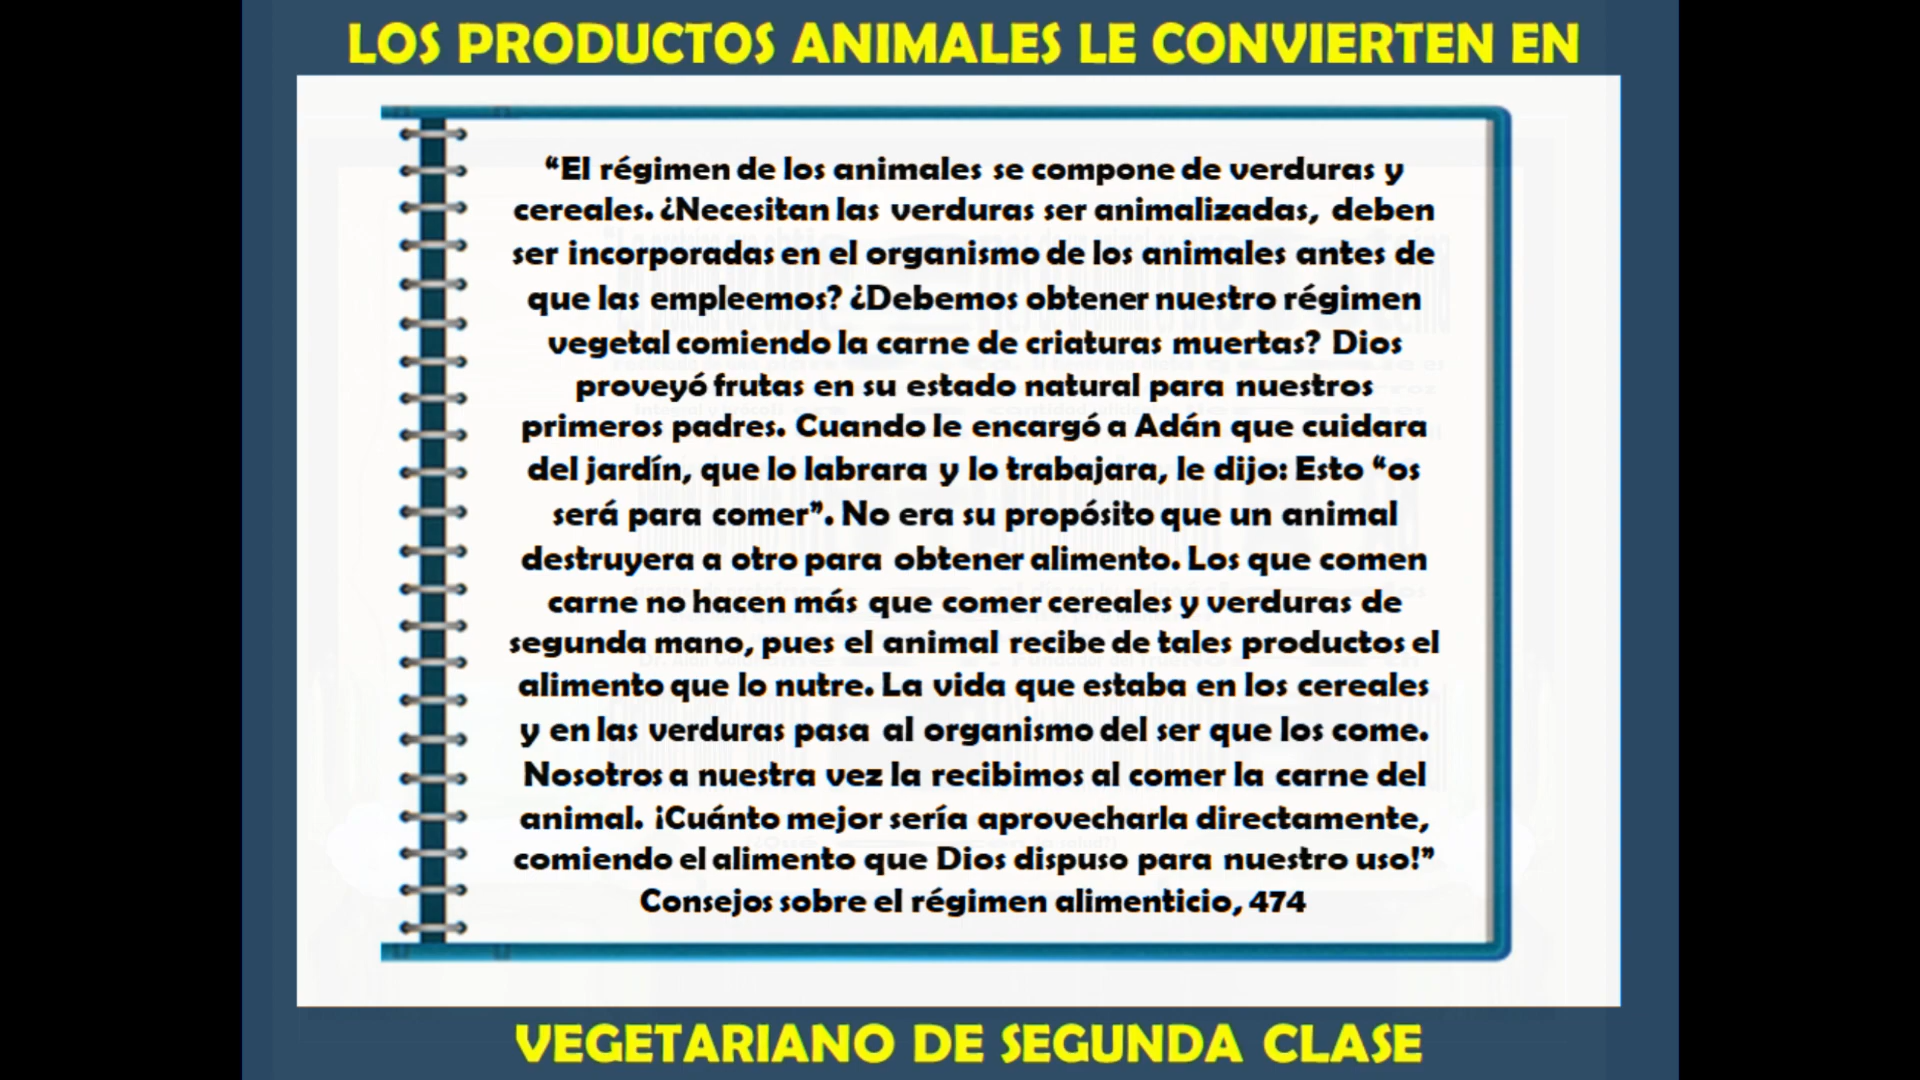 LOS PRODUCTOS ANIMALES LE CONVIERTEN EN
“El régimen de los animales se compone de verduras y
cereales. ¿Necesitan las verduras ser animalizadas, deben
ser incorporadas en el organismo de los animales antes de
que las empleemos? ¿Debemos obtener nuestro régimen
vegetal comiendo la carne de criaturas muertas? Dios
proveyó frutas en su estado natural para nuestros
primeros padres. Cuando le encargó a Adán que cuidara
del jardín, que lo labrara y lo trabajara, le dijo: Esto “os
será para comer”. No era su propósito que un animal
destruyera a otro para obtener alimento. Los que comen
carne no hacen más que comer cereales y verduras de
segunda mano, pues el animal recibe de tales productos el
alimento que lo nutre. La vida que estaba en los cereales
y en las verduras pasa al organismo del ser que los come.
Nosotros a nuestra vez la recibimos al comer la carne del
animal. ¡Cuánto mejor sería aprovecharla directamente,
comiendo el alimento que Dios dispuso para nuestro uso!”
Consejos sobre el régimen alimenticio, 474
VEGETARIANO DE SEGUNDA CLASE